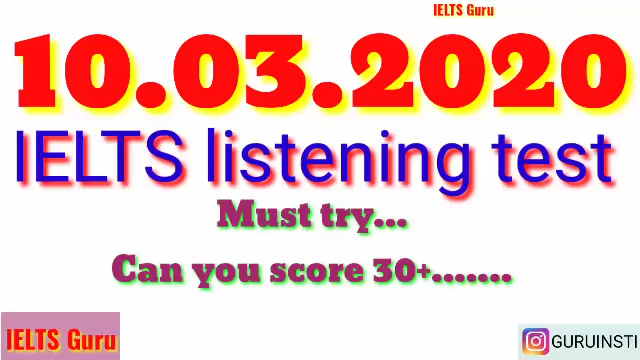 IELTS Guru
10.03.2020
IELTS listening test
Must try...
Can you score 30+.......
IELTS Guru
GURUINSTI